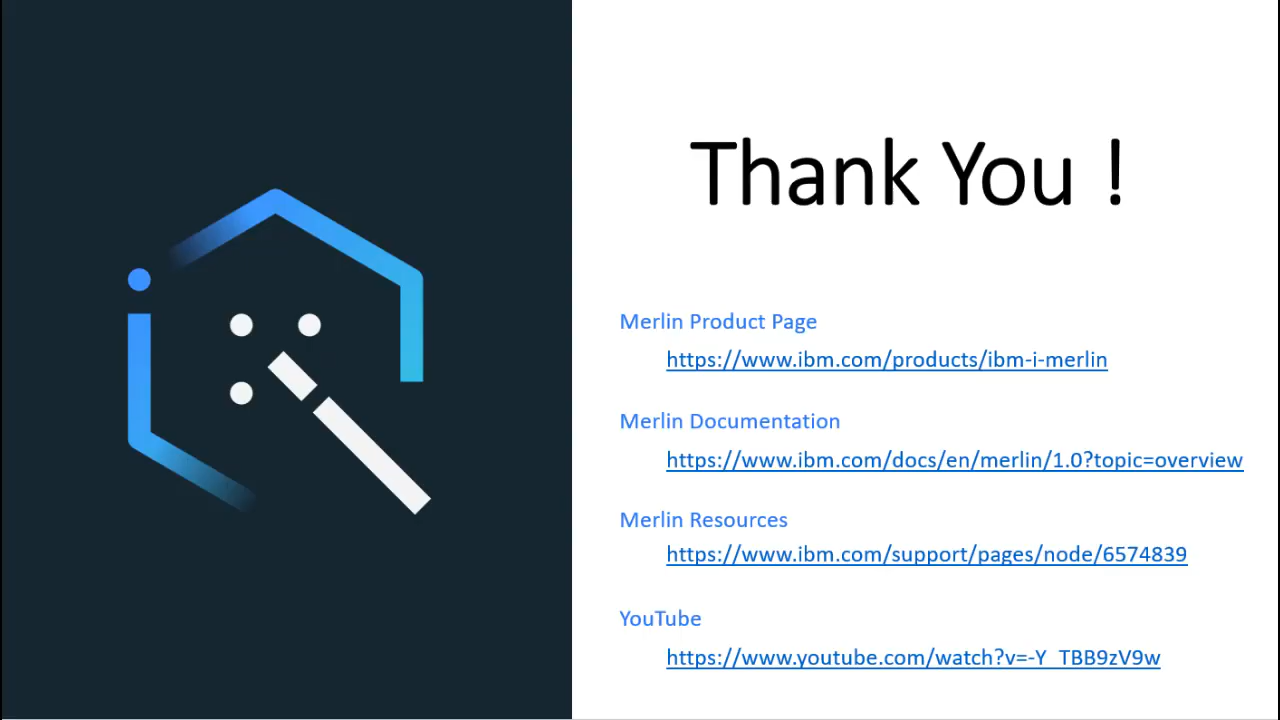 Thank You !
Merlin Product Page
https://www.ibm.com/products/ibm-i-merlin
Merlin Documentation
https://www.ibm.com/docs/en/merlin/1.0?topic=overview
Merlin Resources
https://www.ibm.com/support/pages/node/6574839
YouTube
https://www.youtube.com/watch?v=-Y_TBB9zV9w